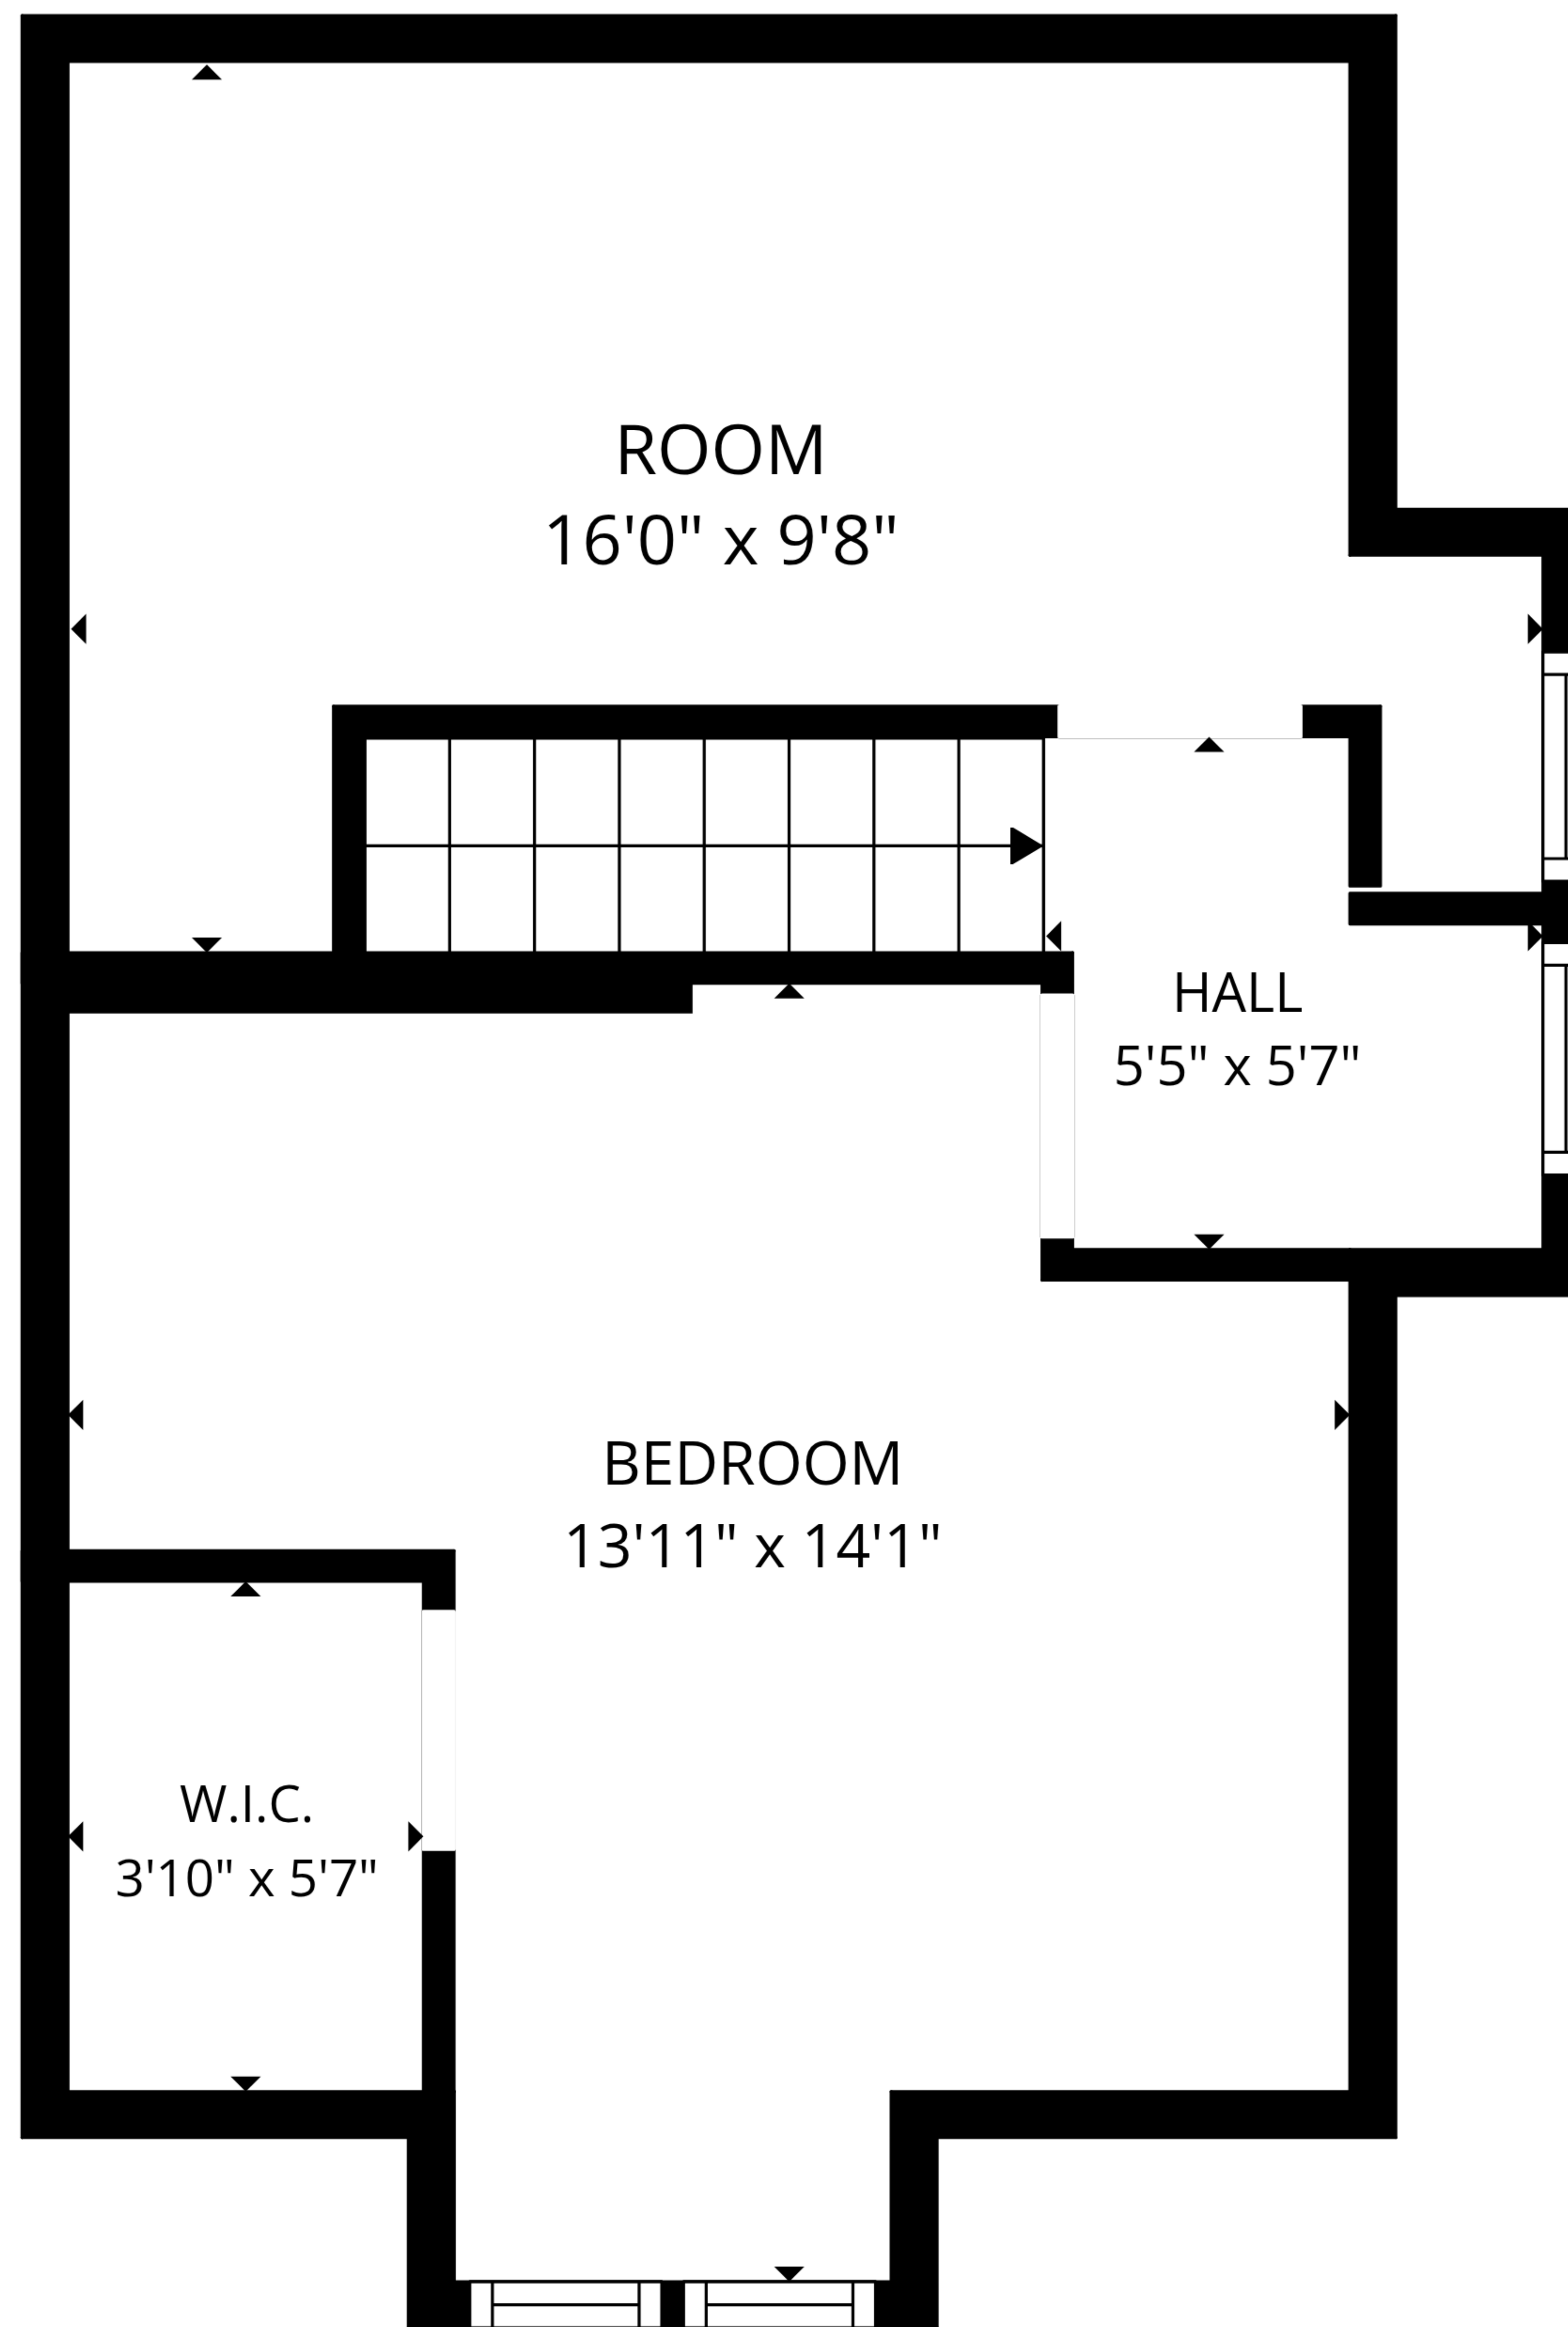 ROOM
16'0" x 9'8"
HALL
5'5" x 5'7"
BEDROOM
13'11" x 14'1"
W.I.C.
3'10" x 5'7"